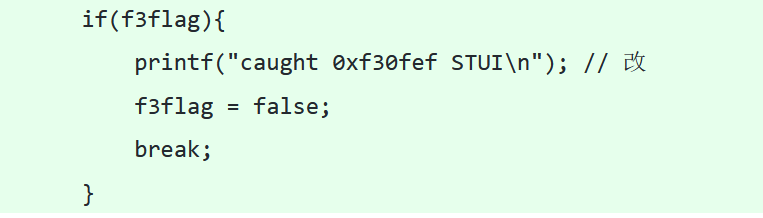 if(f3flag){
    printf("caught 0xf30fef STUI\n"); // 改
    f3flag = false;
    break;
}